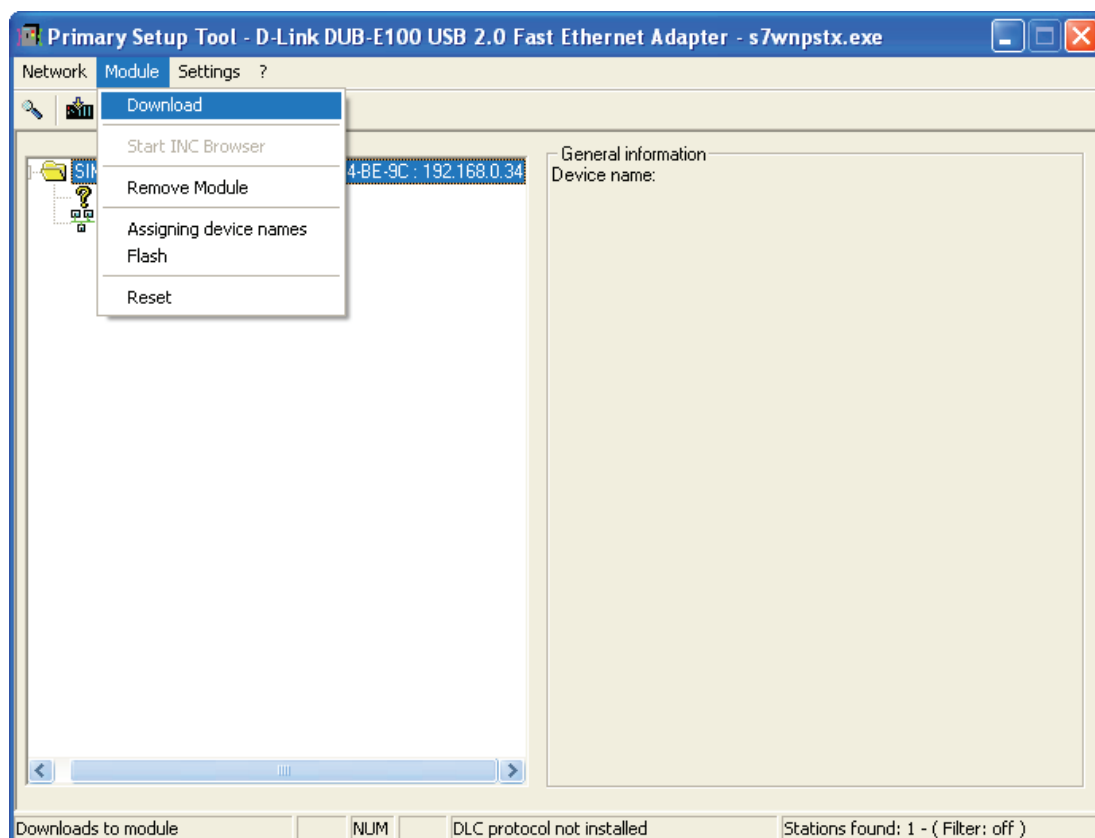 Primary Setup Tool - D-Link DUB-E100 USB 2.0 Fast Ethernet Adapter - s7wnpstx.exe
Network Module Settings ?
Download
Start INC Browser
Remove Module
Assigning device names
Flash
Reset
SIM 4-BE-9C : 192.168.0.34
General information
Device name:
Downloads to module NUM DLC protocol not installed Stations found: 1 - ( Filter: off )